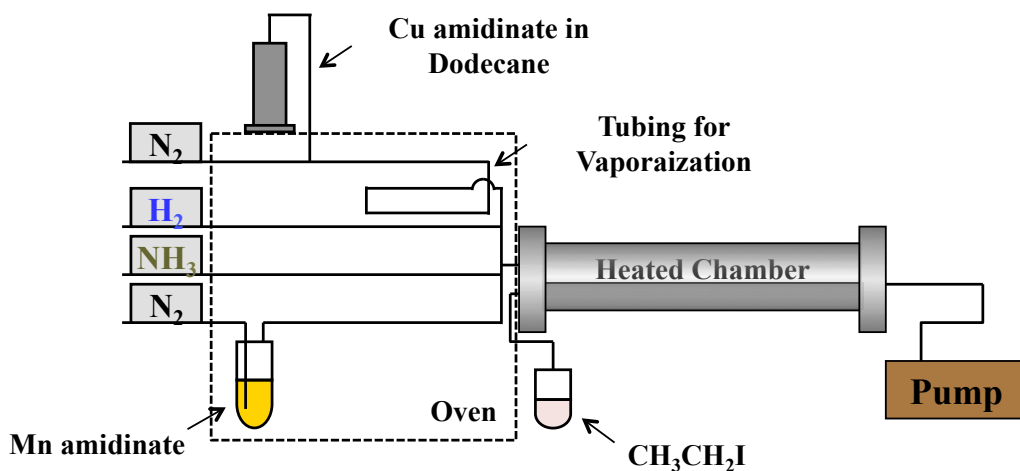 Cu amidinate in
Dodecane
Tubing for
Vaporaization
N₂
H₂
NH₃
N₂
Heated Chamber
Pump
Oven
Mn amidinate
CH₃CH₂I